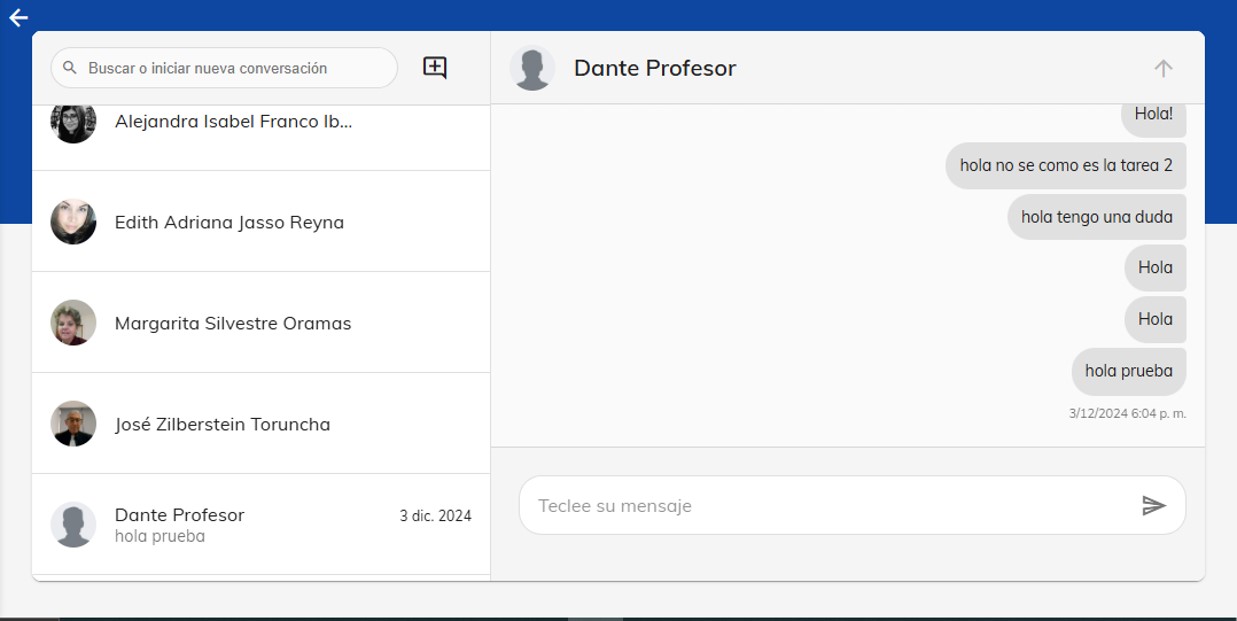 Buscar o iniciar nueva conversación
Alejandra Isabel Franco Ib...
Edith Adriana Jasso Reyna
Margarita Silvestre Oramas
José Zilberstein Toruncha
Dante Profesor
3 dic. 2024
hola prueba
Dante Profesor
Hola!
hola no se como es la tarea 2
hola tengo una duda
Hola
Hola
hola prueba
3/12/2024 6:04 p. m.
Teclee su mensaje